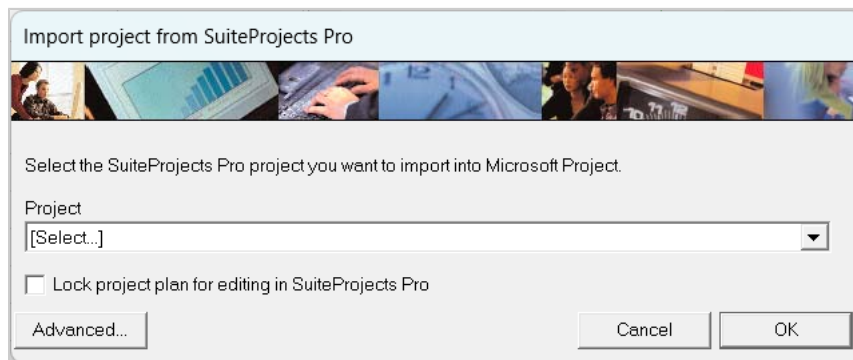 Import project from SuiteProjects Pro
Select the SuiteProjects Pro project you want to import into Microsoft Project.
Project
[Select...]
Lock project plan for editing in SuiteProjects Pro
Advanced...
Cancel
OK